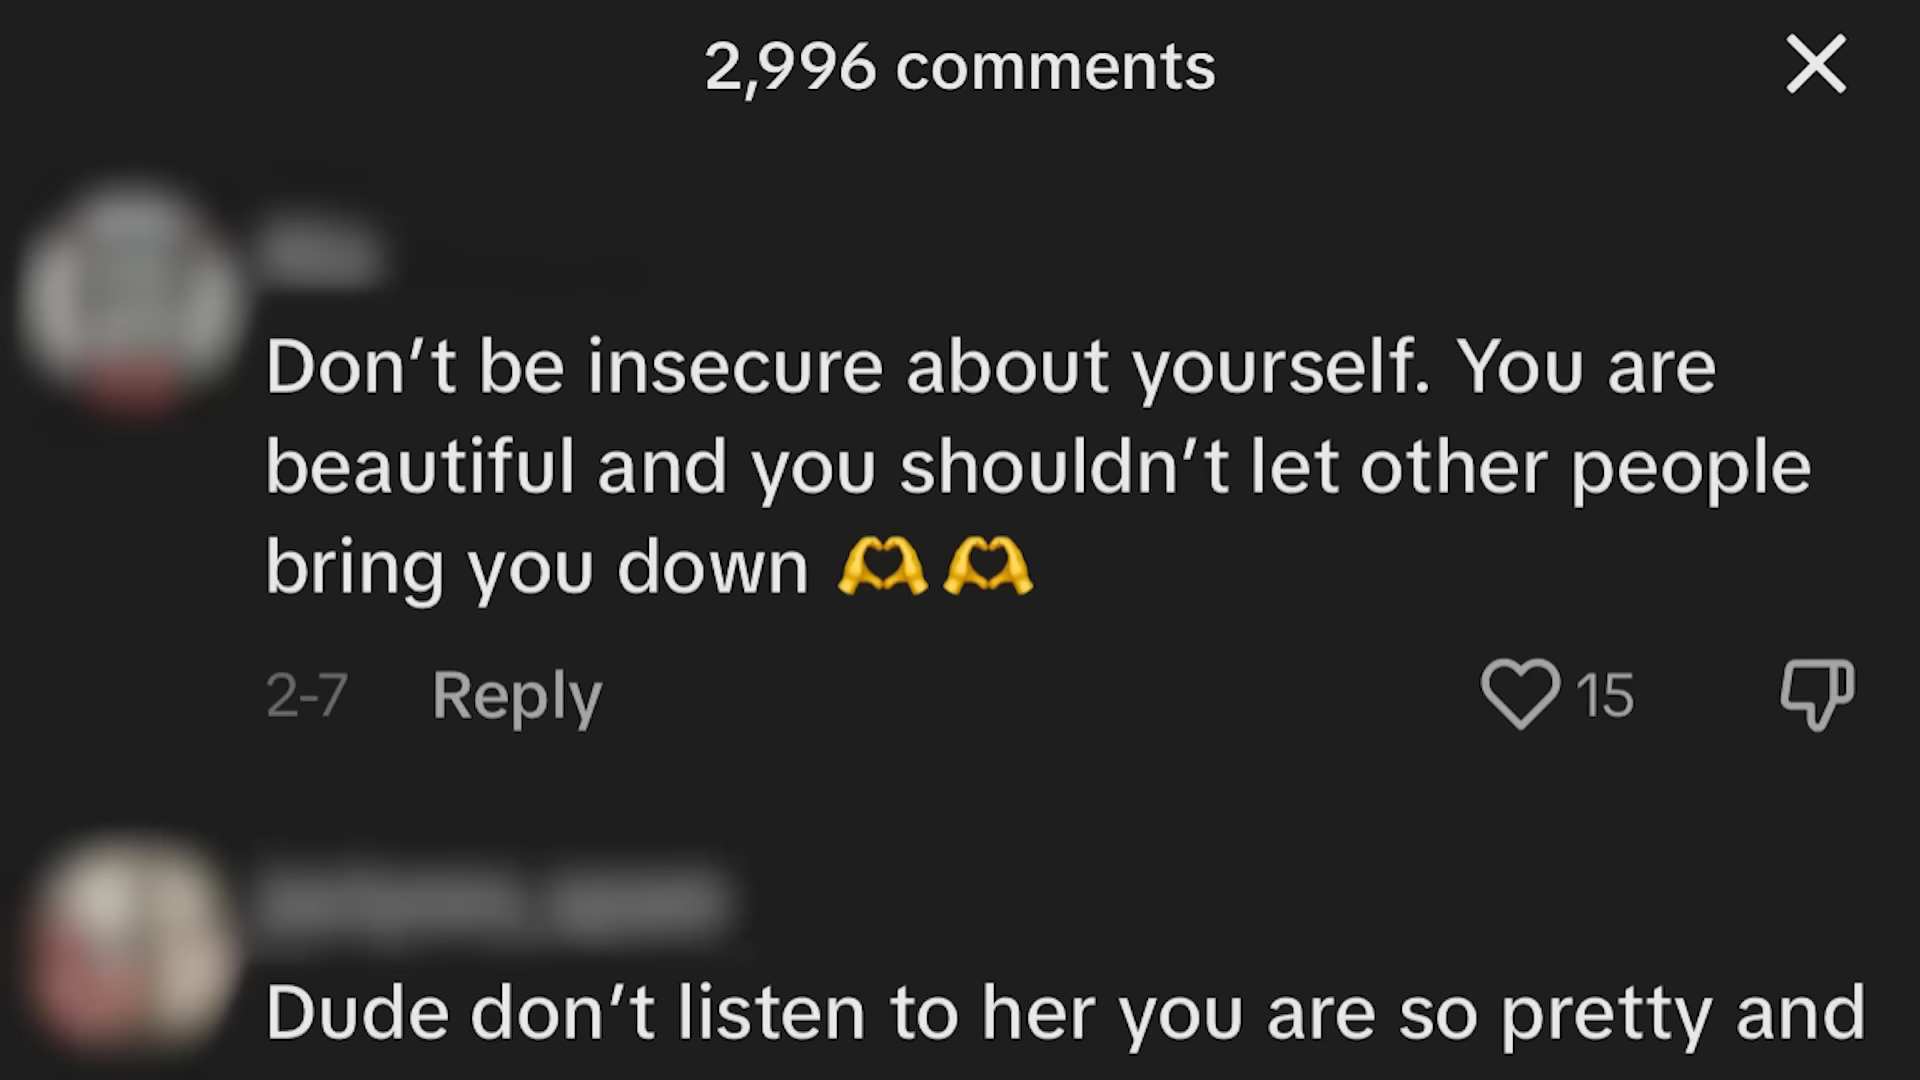 2,996 comments
Don’t be insecure about yourself. You are
beautiful and you shouldn’t let other people
bring you down 🫶🫶
2-7 Reply 15
Dude don’t listen to her you are so pretty and